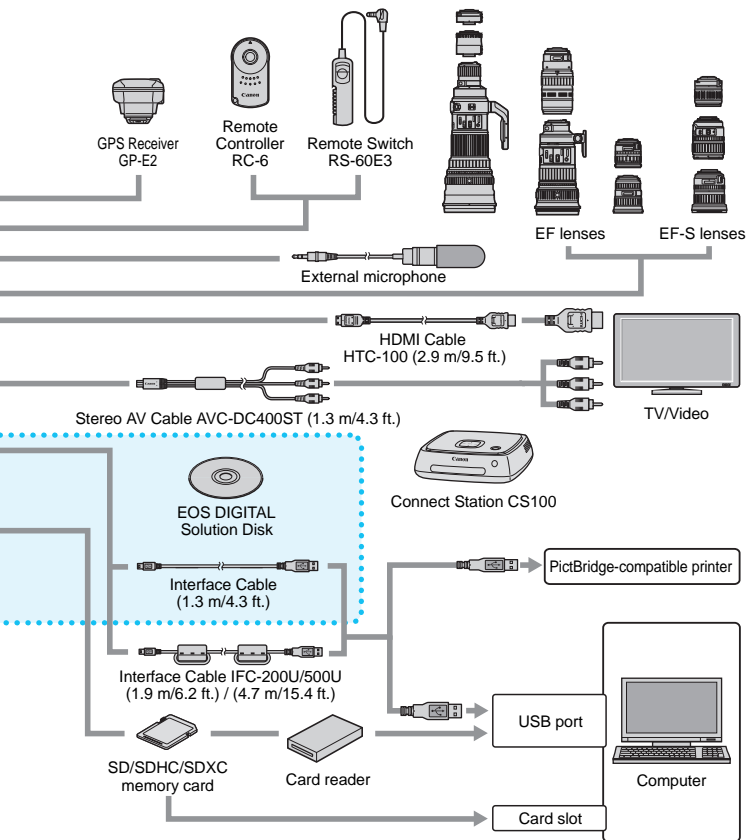 GPS Receiver
GP-E2
Canon
Remote
Controller
RC-6
Remote Switch
RS-60E3
EF lenses
EF-S lenses
External microphone
HDMI Cable
HTC-100 (2.9 m/9.5 ft.)
Stereo AV Cable AVC-DC400ST (1.3 m/4.3 ft.)
TV/Video
EOS DIGITAL
Solution Disk
Canon
Connect Station CS100
Interface Cable
(1.3 m/4.3 ft.)
PictBridge-compatible printer
Interface Cable IFC-200U/500U
(1.9 m/6.2 ft.) / (4.7 m/15.4 ft.)
USB port
SD/SDHC/SDXC
memory card
Card reader
Computer
Card slot